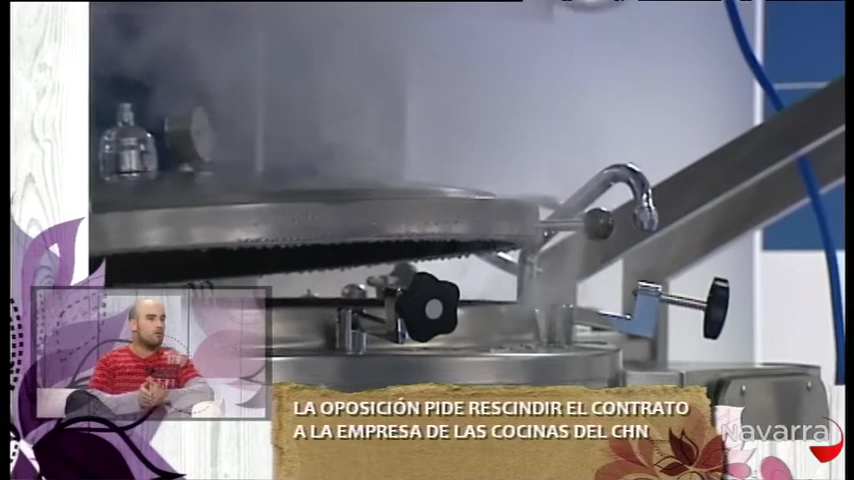 LA OPOSICIÓN PIDE RESCINDIR EL CONTRATO
A LA EMPRESA DE LAS COCINAS DEL CHN
Navarra